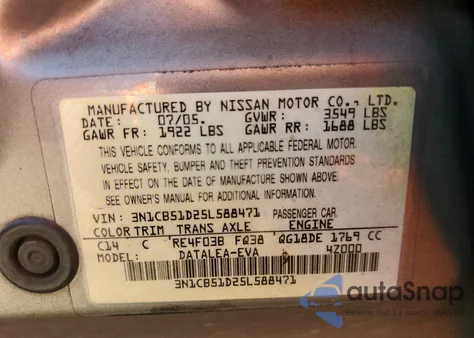 MANUFACTURED BY NISSAN MOTOR CO., LTD.
DATE: 07/05. GVWR: 3549 LBS
GAWR FR: 1922 LBS GAWR RR: 1688 LBS
THIS VEHICLE CONFORMS TO ALL APPLICABLE FEDERAL MOTOR
VEHICLE SAFETY, BUMPER AND THEFT PREVENTION STANDARDS
IN EFFECT ON THE DATE OF MANUFACTURE SHOWN ABOVE.
SEE OWNER'S MANUAL FOR ADDITIONAL INFORMATION.
VIN: 3N1CB51D25L588471 PASSENGER CAR
COLOR TRIM TRANS AXLE ENGINE
C14 C RE4F03B FQ38 QG18DE 1769 CC
MODEL: DATALEA-EVA 4Z000
3N1CB51D25L588471
autoSnap
POWERED BY